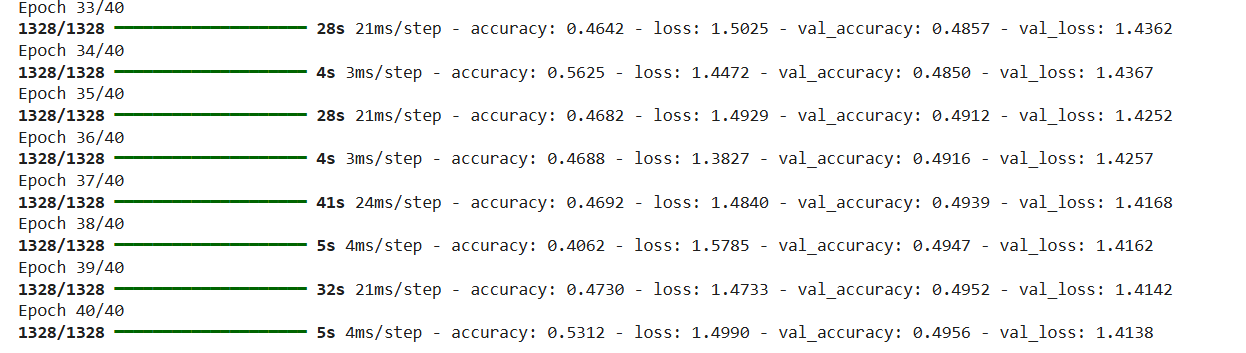 Epoch 33/40
1328/1328 ━━━━━━━━━━━━━━━━━━━━ 28s 21ms/step - accuracy: 0.4642 - loss: 1.5025 - val_accuracy: 0.4857 - val_loss: 1.4362
Epoch 34/40
1328/1328 ━━━━━━━━━━━━━━━━━━━━ 4s 3ms/step - accuracy: 0.5625 - loss: 1.4472 - val_accuracy: 0.4850 - val_loss: 1.4367
Epoch 35/40
1328/1328 ━━━━━━━━━━━━━━━━━━━━ 28s 21ms/step - accuracy: 0.4682 - loss: 1.4929 - val_accuracy: 0.4912 - val_loss: 1.4252
Epoch 36/40
1328/1328 ━━━━━━━━━━━━━━━━━━━━ 4s 3ms/step - accuracy: 0.4688 - loss: 1.3827 - val_accuracy: 0.4916 - val_loss: 1.4257
Epoch 37/40
1328/1328 ━━━━━━━━━━━━━━━━━━━━ 41s 24ms/step - accuracy: 0.4692 - loss: 1.4840 - val_accuracy: 0.4939 - val_loss: 1.4168
Epoch 38/40
1328/1328 ━━━━━━━━━━━━━━━━━━━━ 5s 4ms/step - accuracy: 0.4062 - loss: 1.5785 - val_accuracy: 0.4947 - val_loss: 1.4162
Epoch 39/40
1328/1328 ━━━━━━━━━━━━━━━━━━━━ 32s 21ms/step - accuracy: 0.4730 - loss: 1.4733 - val_accuracy: 0.4952 - val_loss: 1.4142
Epoch 40/40
1328/1328 ━━━━━━━━━━━━━━━━━━━━ 5s 4ms/step - accuracy: 0.5312 - loss: 1.4990 - val_accuracy: 0.4956 - val_loss: 1.4138